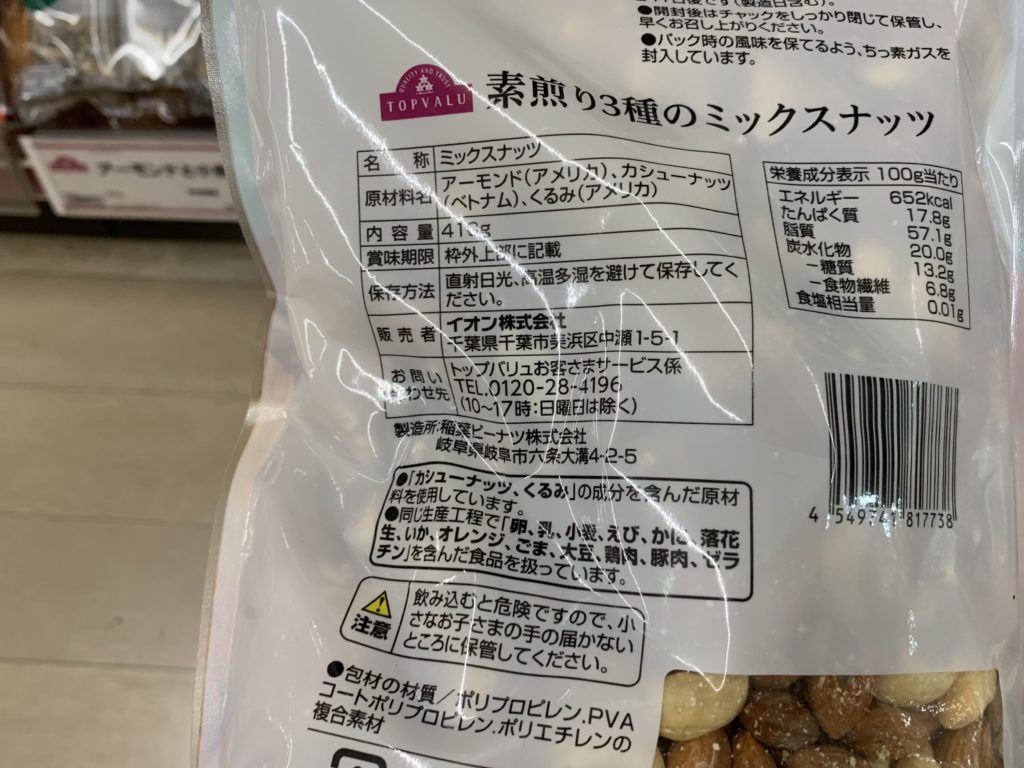 ●開封後はチャックをしっかり閉じて保管し、
早くお召し上がりください。
●パック時の風味を保てるよう、ちっ素ガスを
封入しています。
QUALITY AND TRUST
TOPVALU
素煎り3種のミックスナッツ
名 称 ミックスナッツ
原材料名 アーモンド(アメリカ)、カシューナッツ
(ベトナム)、くるみ(アメリカ)
内容量 410g
賞味期限 枠外上部に記載
保存方法 直射日光、高温多湿を避けて保存してく
ださい。
販売者 イオン株式会社
千葉県千葉市美浜区中瀬1-5-1
お問い合わせ先 トップバリュお客さまサービス係
TEL.0120-28-4196
(10~17時:日曜日は除く)
製造所:稲葉ピーナツ株式会社
岐阜県岐阜市六条大溝4-2-5
栄養成分表示 100g当たり
エネルギー 652kcal
たんぱく質 17.8g
脂質 57.1g
炭水化物 20.0g
-糖質 13.2g
-食物繊維 6.8g
食塩相当量 0.01g
817738
●「カシューナッツ、くるみ」の成分を含んだ原材
料を使用しています。
●同じ生産工程で「卵、乳、小麦、えび、かに、落花
生、いか、オレンジ、ごま、大豆、鶏肉、豚肉、ゼラ
チン」を含んだ食品を扱っています。
注意
飲み込むと危険ですので、小
さなお子さまの手の届かない
ところに保管してください。
●包材の材質/ポリプロピレン.PVA
コートポリプロピレン.ポリエチレンの
複合素材
アーモンド